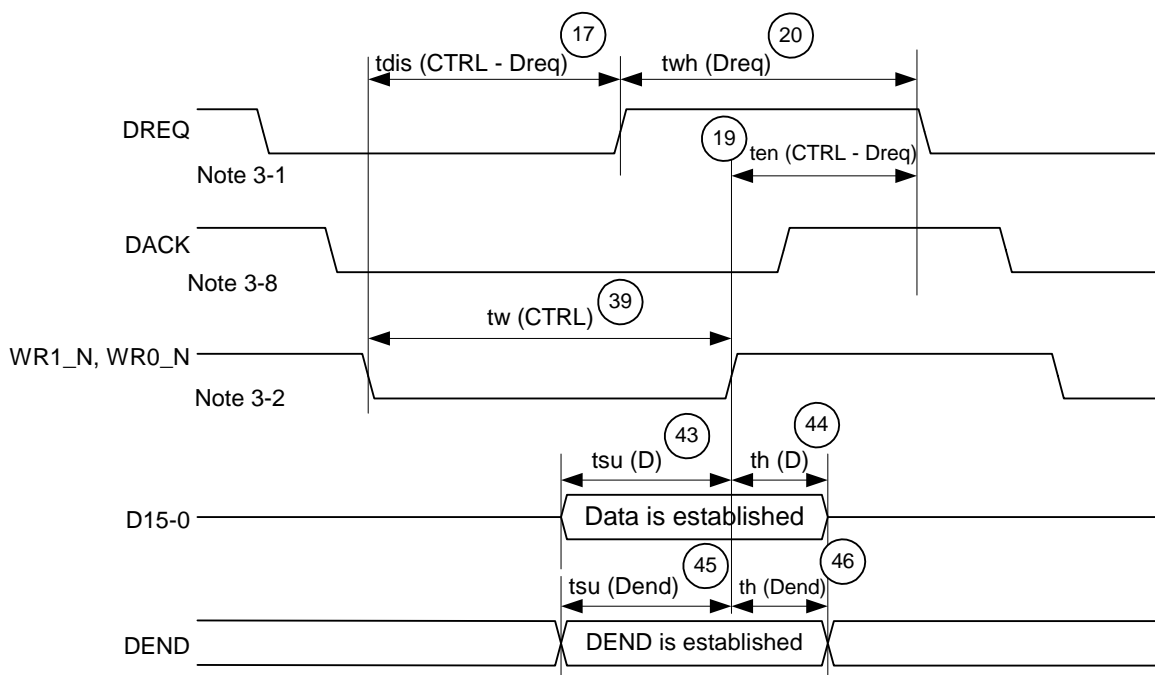 17
20
tdis (CTRL - Dreq)
twh (Dreq)
DREQ
19
ten (CTRL - Dreq)
Note 3-1
DACK
Note 3-8
39
tw (CTRL)
WR1_N, WR0_N
Note 3-2
43
44
tsu (D)
th (D)
D15-0
Data is established
45
46
tsu (Dend)
th (Dend)
DEND
DEND is established